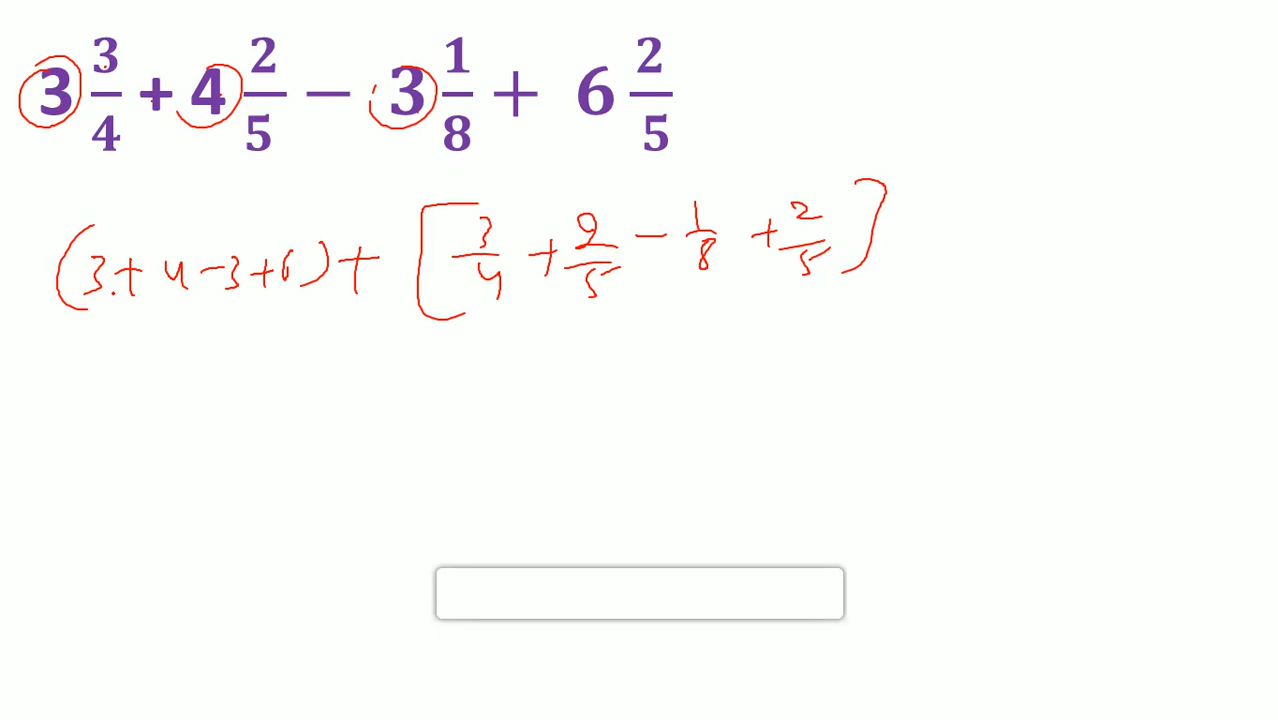 3 3/4 + 4 2/5 − 3 1/8 + 6 2/5
(3+4-3+6)+[3/4+2/5-1/8+2/5]